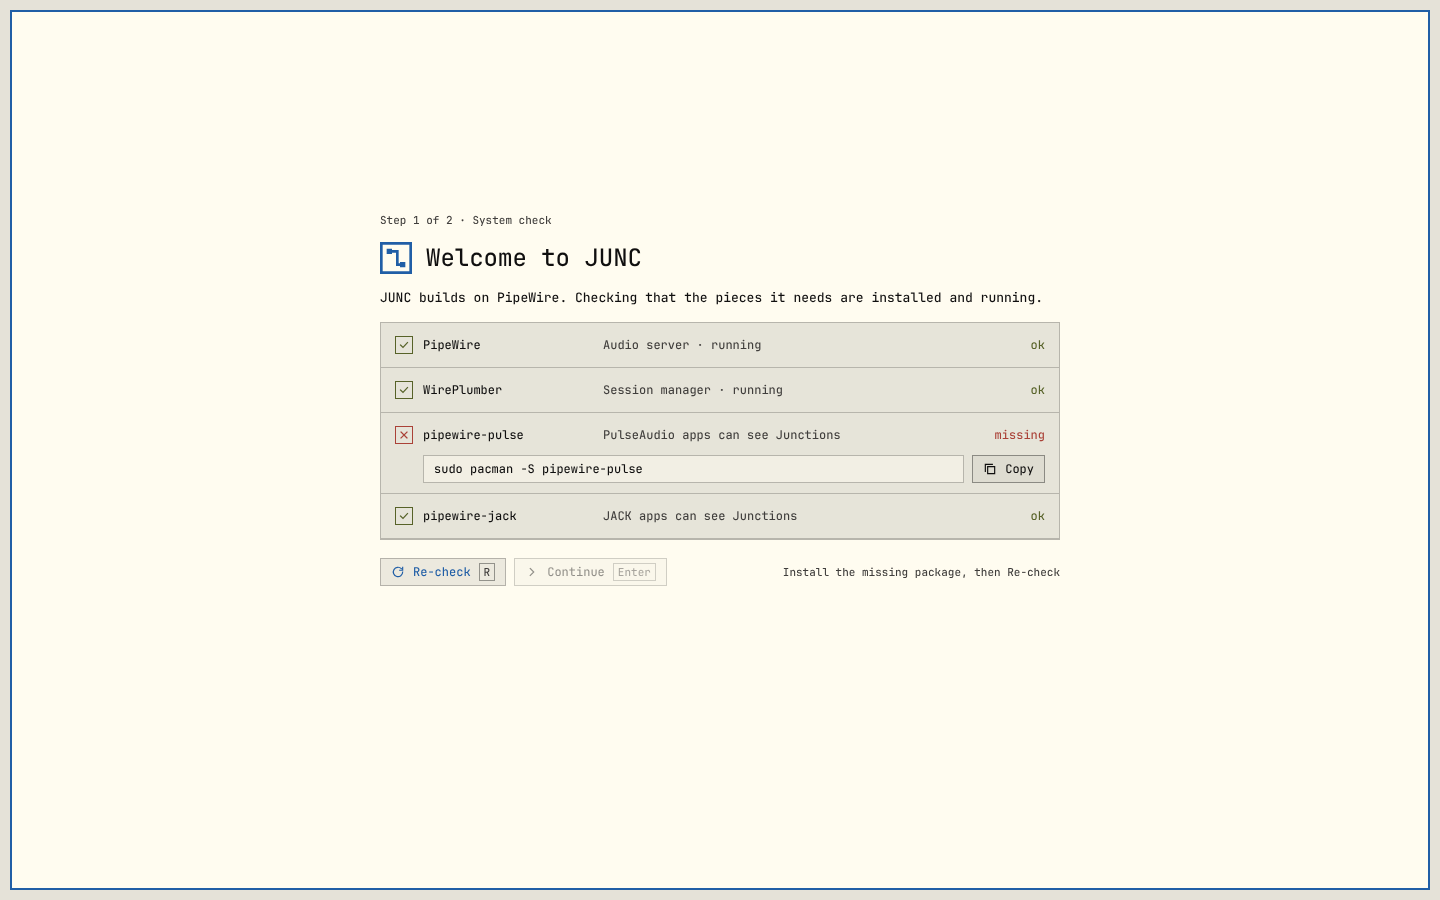 Step 1 of 2 · System check
Welcome to JUNC
JUNC builds on PipeWire. Checking that the pieces it needs are installed and running.
PipeWire Audio server · running ok
WirePlumber Session manager · running ok
pipewire-pulse PulseAudio apps can see Junctions missing
sudo pacman -S pipewire-pulse Copy
pipewire-jack JACK apps can see Junctions ok
Re-check R Continue Enter Install the missing package, then Re-check